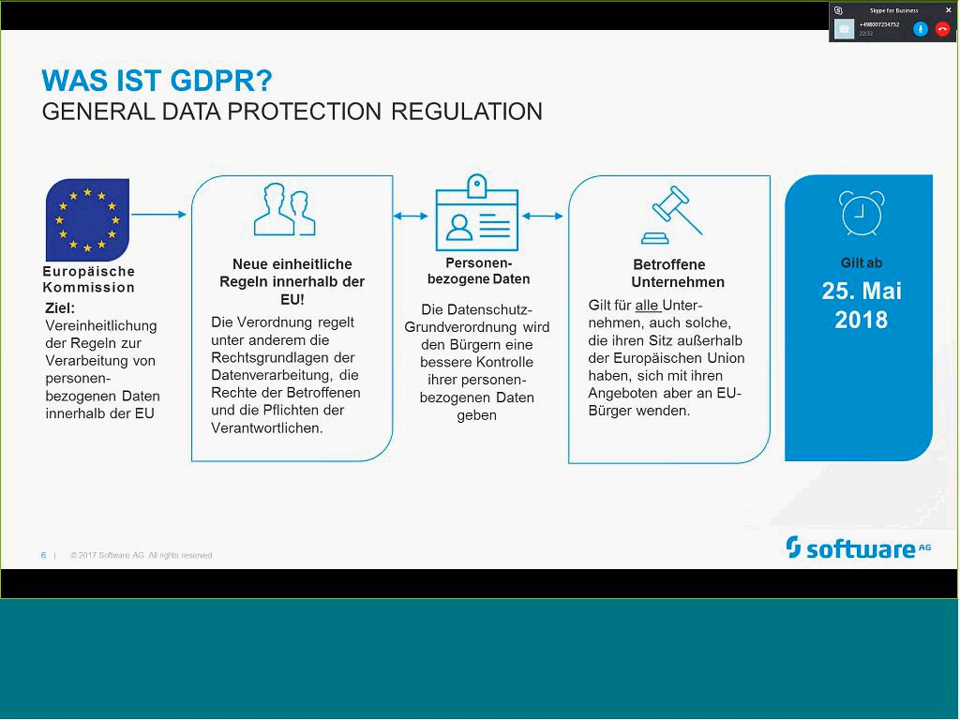 Skype for Business
+498007234752
22:32
WAS IST GDPR?
GENERAL DATA PROTECTION REGULATION
Europäische
Kommission
Ziel:
Vereinheitlichung
der Regeln zur
Verarbeitung von
personen-
bezogenen Daten
innerhalb der EU
Neue einheitliche
Regeln innerhalb der
EU!
Die Verordnung regelt
unter anderem die
Rechtsgrundlagen der
Datenverarbeitung, die
Rechte der Betroffenen
und die Pflichten der
Verantwortlichen.
Personen-
bezogene Daten
Die Datenschutz-
Grundverordnung wird
den Bürgern eine
bessere Kontrolle
ihrer personen-
bezogenen Daten
geben
Betroffene
Unternehmen
Gilt für alle Unter-
nehmen, auch solche,
die ihren Sitz außerhalb
der Europäischen Union
haben, sich mit ihren
Angeboten aber an EU-
Bürger wenden.
Gilt ab
25. Mai
2018
6 | © 2017 Software AG. All rights reserved
software AG